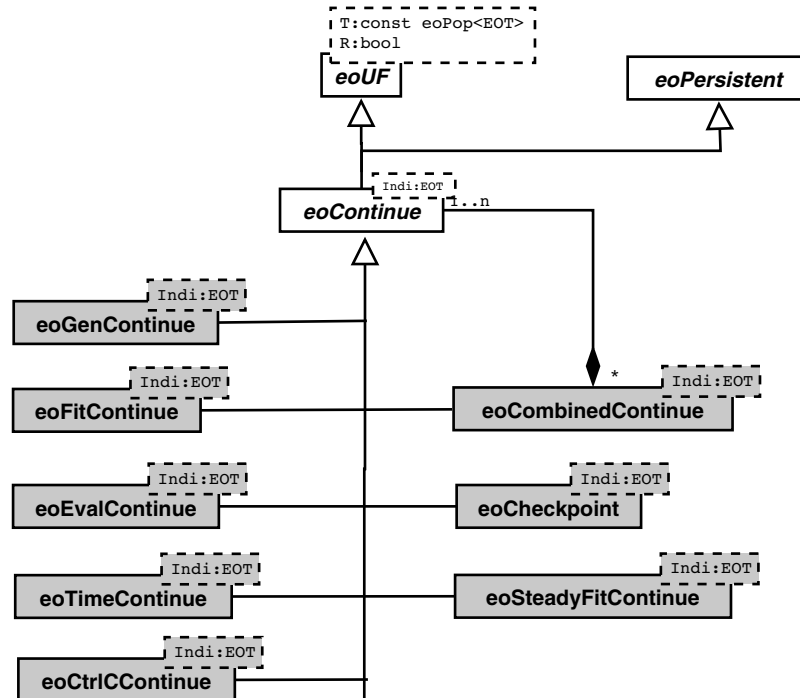 T:const eoPop<EOT>
R:bool
eoUF
eoPersistent
Indi:EOT
eoContinue
1..n
Indi:EOT
eoGenContinue
Indi:EOT
eoFitContinue
*
Indi:EOT
eoCombinedContinue
Indi:EOT
eoEvalContinue
Indi:EOT
eoCheckpoint
Indi:EOT
eoTimeContinue
Indi:EOT
eoSteadyFitContinue
Indi:EOT
eoCtrlCContinue